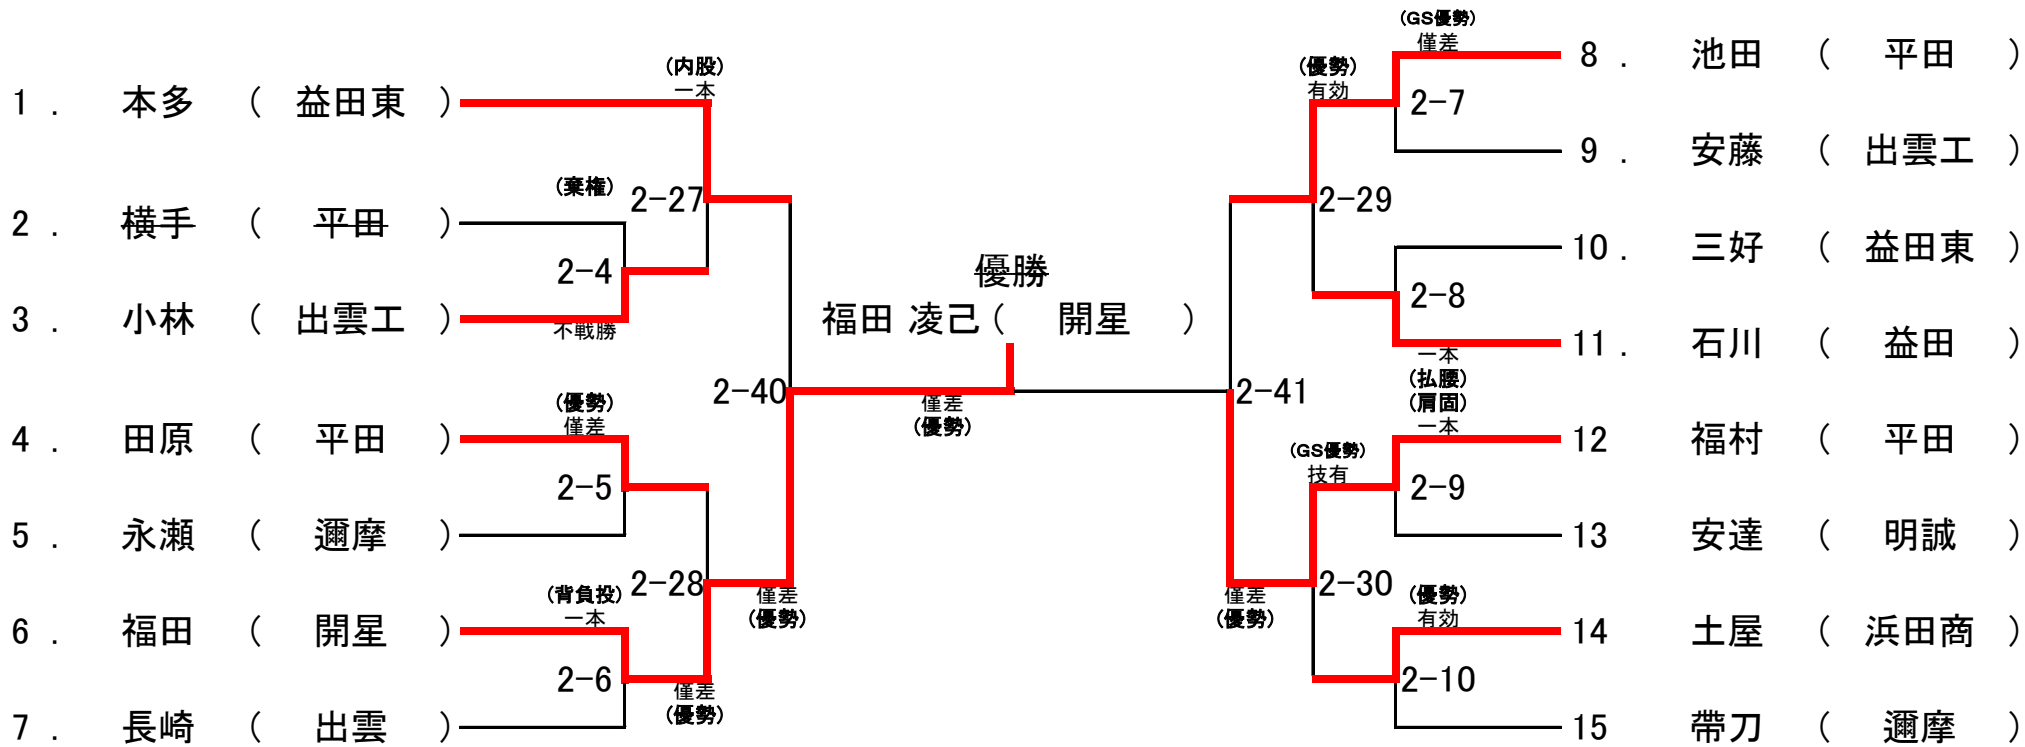 (内股)
一本
1 . 本多 ( 益田東 )
(棄権)
2-27
2 . 横手 ( 平田 )
2-4
3 . 小林 ( 出雲工 )
不戦勝
2-40
(優勢)
僅差
4 . 田原 ( 平田 )
2-5
5 . 永瀬 ( 邇摩 )
2-28
僅差
(優勢)
(背負投)
一本
6 . 福田 ( 開星 )
2-6
僅差
(優勢)
7 . 長崎 ( 出雲 )
優勝
福田 凌己 ( 開星 )
僅差
(優勢)
(GS優勢)
僅差
8 . 池田 ( 平田 )
(優勢)
有効
2-7
9 . 安藤 ( 出雲工 )
2-29
10 . 三好 ( 益田東 )
2-8
11 . 石川 ( 益田 )
一本
(払腰)
2-41
(肩固)
一本
12 福村 ( 平田 )
(GS優勢)
技有
2-9
13 安達 ( 明誠 )
2-30
僅差
(優勢)
(優勢)
有効
14 土屋 ( 浜田商 )
2-10
15 帶刀 ( 邇摩 )